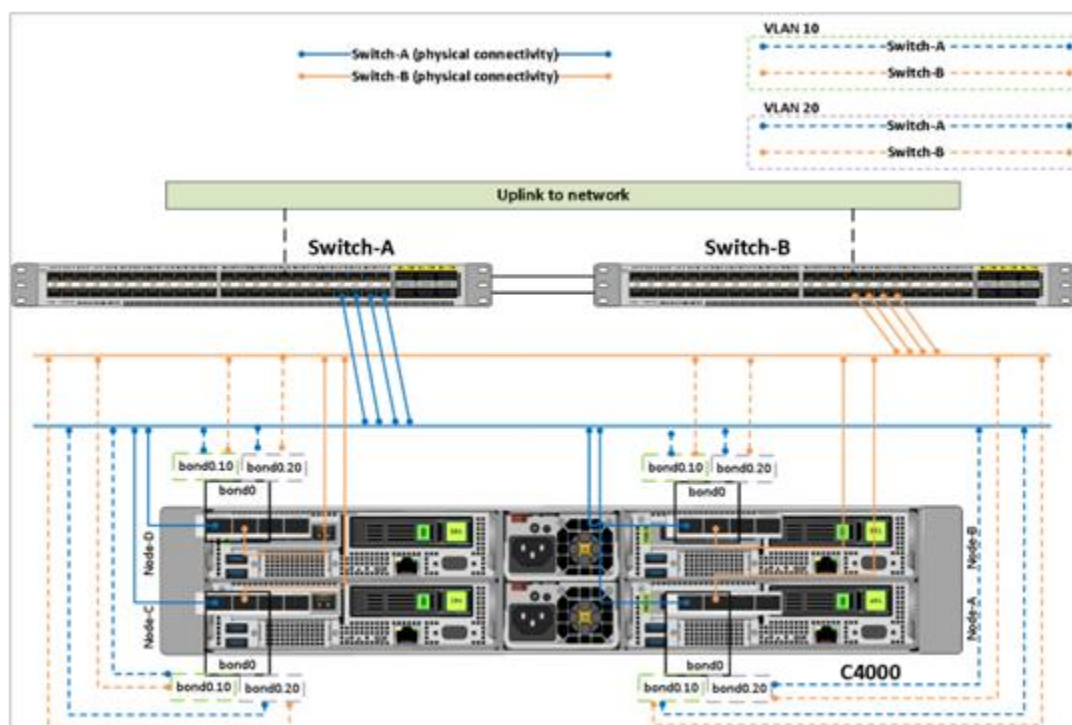 VLAN 10
Switch-A (physical connectivity)
Switch-A
Switch-B (physical connectivity)
Switch-B
VLAN 20
Switch-A
Switch-B
Uplink to network
Switch-A
Switch-B
bond0.10
bond0.20
bond0.10
bond0.20
bond0
bond0
Node-D
Node-B
Node-C
Node-A
bond0
bond0
C4000
bond0.10
bond0.20
bond0.10
bond0.20